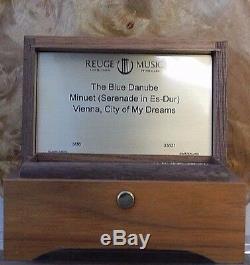 REUGE MUSIC
The Blue Danube
Minuet (Serenade in Es-Dur)
Vienna, City of My Dreams